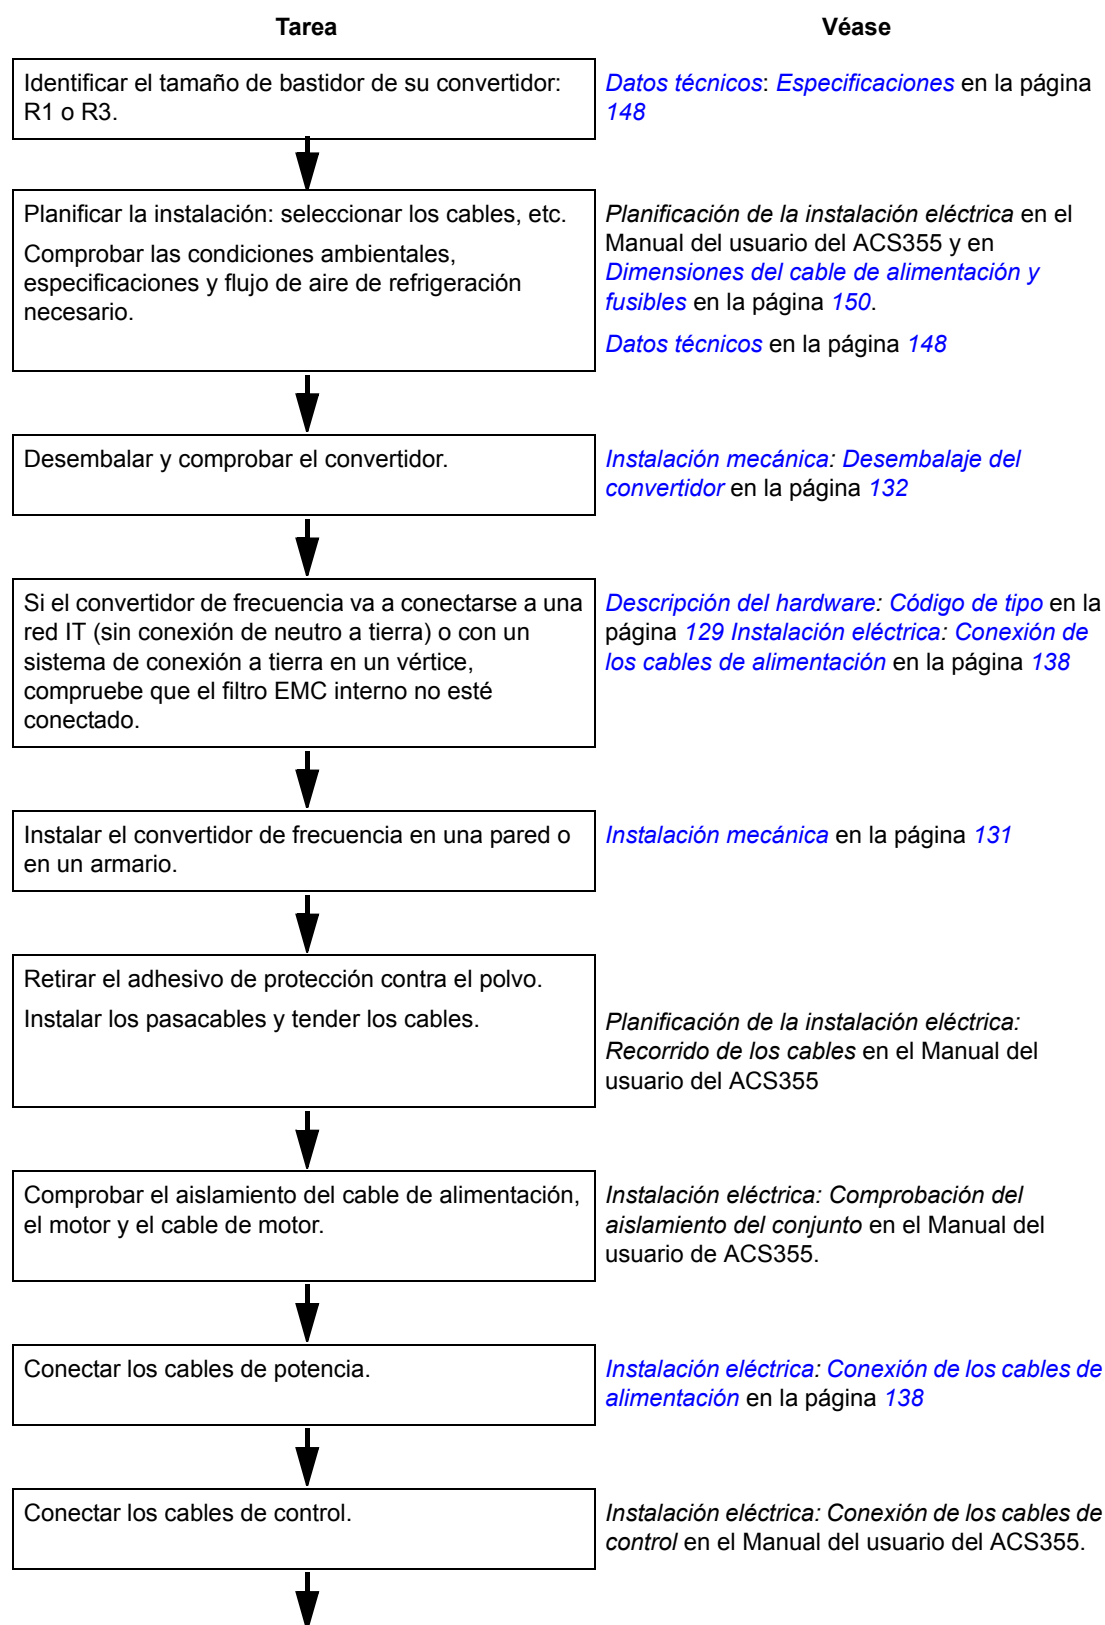 Tarea
Véase
Identificar el tamaño de bastidor de su convertidor:
R1 o R3.
Datos técnicos: Especificaciones en la página
148
Planificar la instalación: seleccionar los cables, etc.
Comprobar las condiciones ambientales,
especificaciones y flujo de aire de refrigeración
necesario.
Planificación de la instalación eléctrica en el
Manual del usuario del ACS355 y en
Dimensiones del cable de alimentación y
fusibles en la página 150.
Datos técnicos en la página 148
Desembalar y comprobar el convertidor.
Instalación mecánica: Desembalaje del
convertidor en la página 132
Si el convertidor de frecuencia va a conectarse a una
red IT (sin conexión de neutro a tierra) o con un
sistema de conexión a tierra en un vértice,
compruebe que el filtro EMC interno no esté
conectado.
Descripción del hardware: Código de tipo en la
página 129 Instalación eléctrica: Conexión de
los cables de alimentación en la página 138
Instalar el convertidor de frecuencia en una pared o
en un armario.
Instalación mecánica en la página 131
Retirar el adhesivo de protección contra el polvo.
Instalar los pasacables y tender los cables.
Planificación de la instalación eléctrica:
Recorrido de los cables en el Manual del
usuario del ACS355
Comprobar el aislamiento del cable de alimentación,
el motor y el cable de motor.
Instalación eléctrica: Comprobación del
aislamiento del conjunto en el Manual del
usuario de ACS355.
Conectar los cables de potencia.
Instalación eléctrica: Conexión de los cables de
alimentación en la página 138
Conectar los cables de control.
Instalación eléctrica: Conexión de los cables de
control en el Manual del usuario del ACS355.